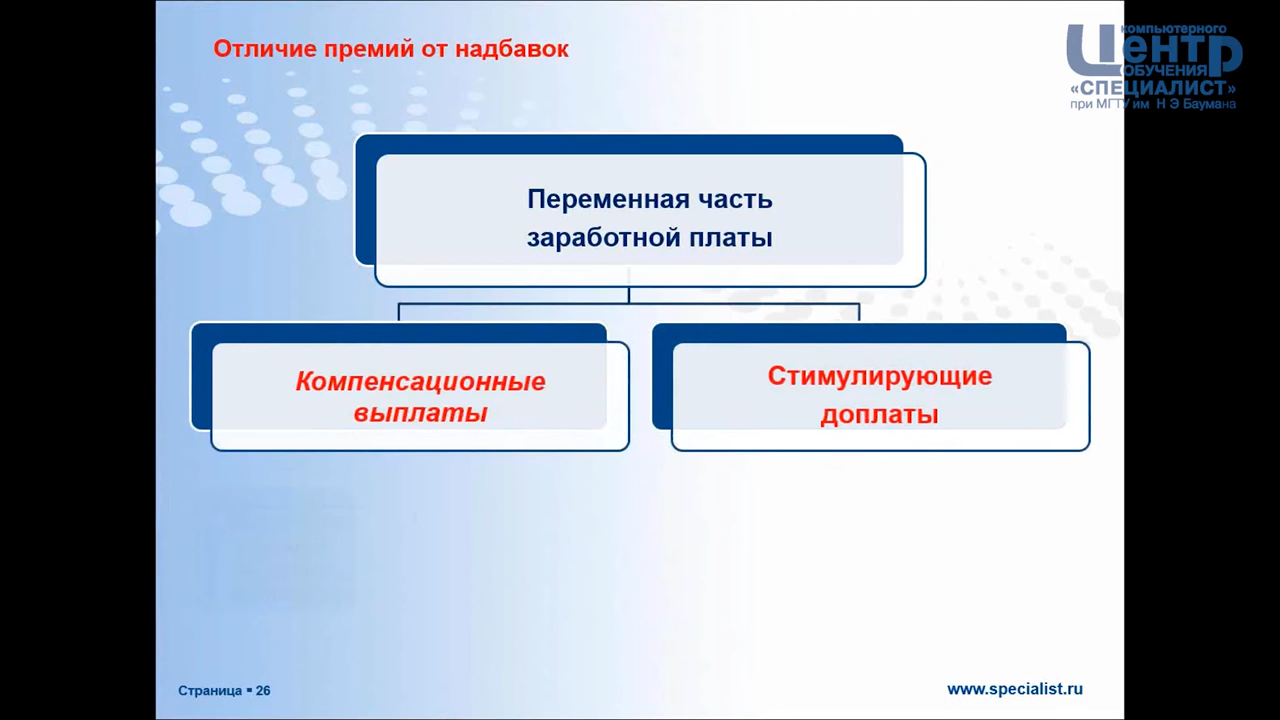 Отличие премий от надбавок
компьютерного
Центр
ОБУЧЕНИЯ
«СПЕЦИАЛИСТ»
при МГТУ им Н Э Баумана
Переменная часть
заработной платы
Компенсационные
выплаты
Стимулирующие
доплаты
Страница ▪ 26
www.specialist.ru